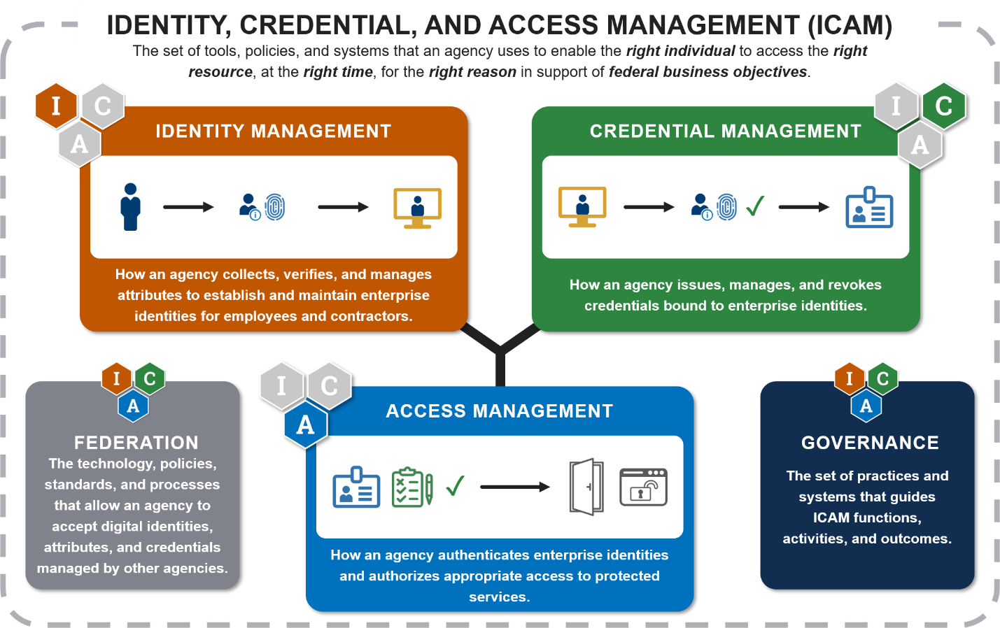 IDENTITY, CREDENTIAL, AND ACCESS MANAGEMENT (ICAM)
The set of tools, policies, and systems that an agency uses to enable the right individual to access the right
resource, at the right time, for the right reason in support of federal business objectives.
I C
A
IDENTITY MANAGEMENT
i
How an agency collects, verifies, and manages
attributes to establish and maintain enterprise
identities for employees and contractors.
I C
A
CREDENTIAL MANAGEMENT
i
How an agency issues, manages, and revokes
credentials bound to enterprise identities.
I C
A
FEDERATION
The technology, policies,
standards, and processes
that allow an agency to
accept digital identities,
attributes, and credentials
managed by other agencies.
I C
A
ACCESS MANAGEMENT
How an agency authenticates enterprise identities
and authorizes appropriate access to protected
services.
I C
A
GOVERNANCE
The set of practices and
systems that guides
ICAM functions,
activities, and outcomes.